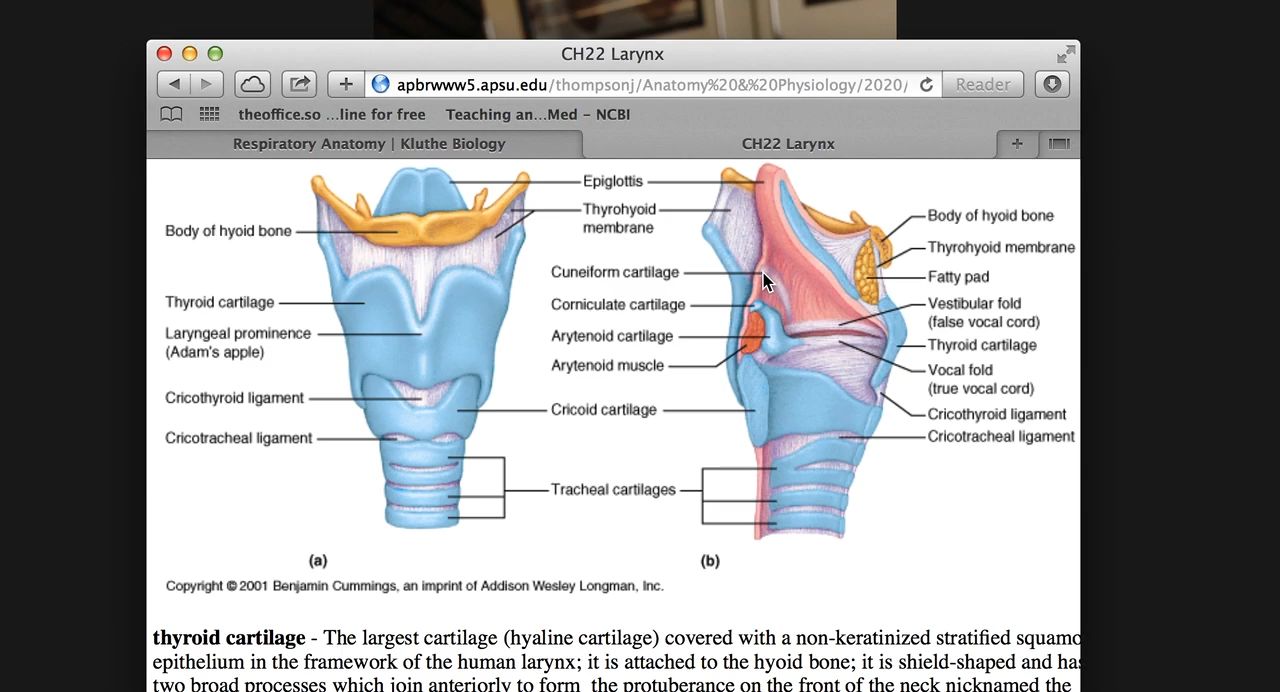 CH22 Larynx
apbrwww5.apsu.edu/thompsonj/Anatomy%20&%20Physiology/2020/
Reader
theoffice.so ...line for free Teaching an...Med – NCBI
Respiratory Anatomy | Kluthe Biology
CH22 Larynx
Body of hyoid bone
Thyroid cartilage
Laryngeal prominence
(Adam's apple)
Cricothyroid ligament
Cricotracheal ligament
Epiglottis
Thyrohyoid
membrane
Cuneiform cartilage
Corniculate cartilage
Arytenoid cartilage
Arytenoid muscle
Cricoid cartilage
Tracheal cartilages
Body of hyoid bone
Thyrohyoid membrane
Fatty pad
Vestibular fold
(false vocal cord)
Thyroid cartilage
Vocal fold
(true vocal cord)
Cricothyroid ligament
Cricotracheal ligament
(a)
(b)
Copyright © 2001 Benjamin Cummings, an imprint of Addison Wesley Longman, Inc.
thyroid cartilage - The largest cartilage (hyaline cartilage) covered with a non-keratinized stratified squamo
epithelium in the framework of the human larynx; it is attached to the hyoid bone; it is shield-shaped and has
two broad processes which join anteriorly to form the protuberance on the front of the neck nicknamed the